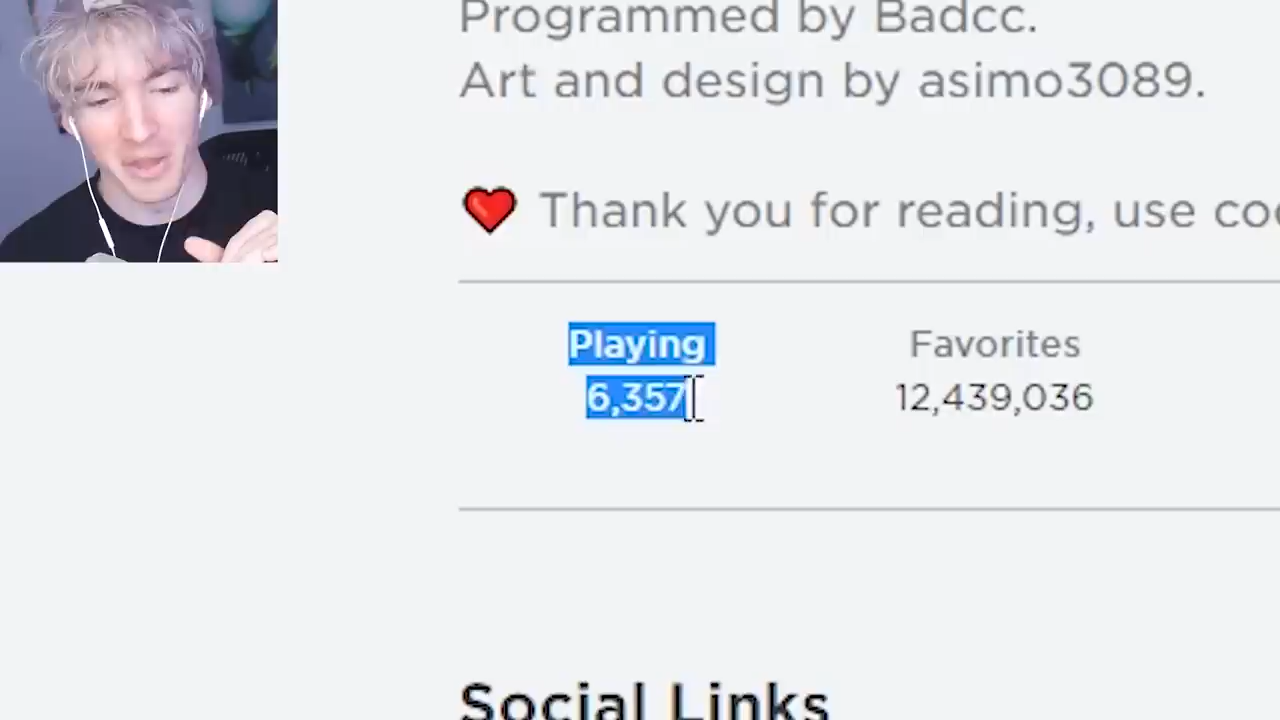 Programmed by Badcc.
Art and design by asimo3089.
❤️ Thank you for reading, use
Playing
6,357
Favorites
12,439,036
Social Links